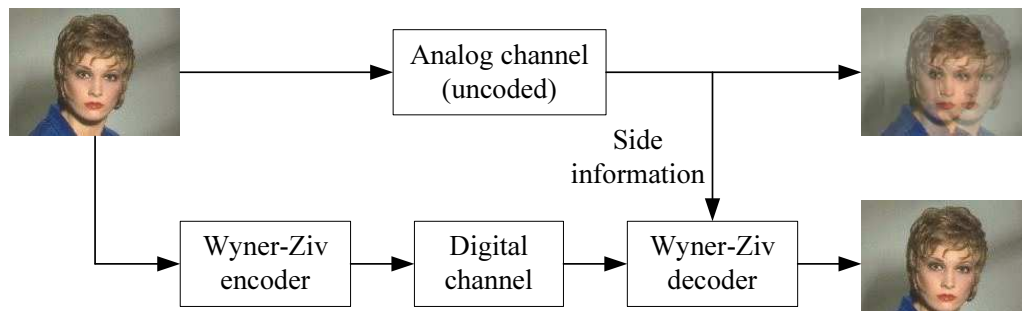 Analog channel
(uncoded)
Side
information
Wyner-Ziv
encoder
Digital
channel
Wyner-Ziv
decoder